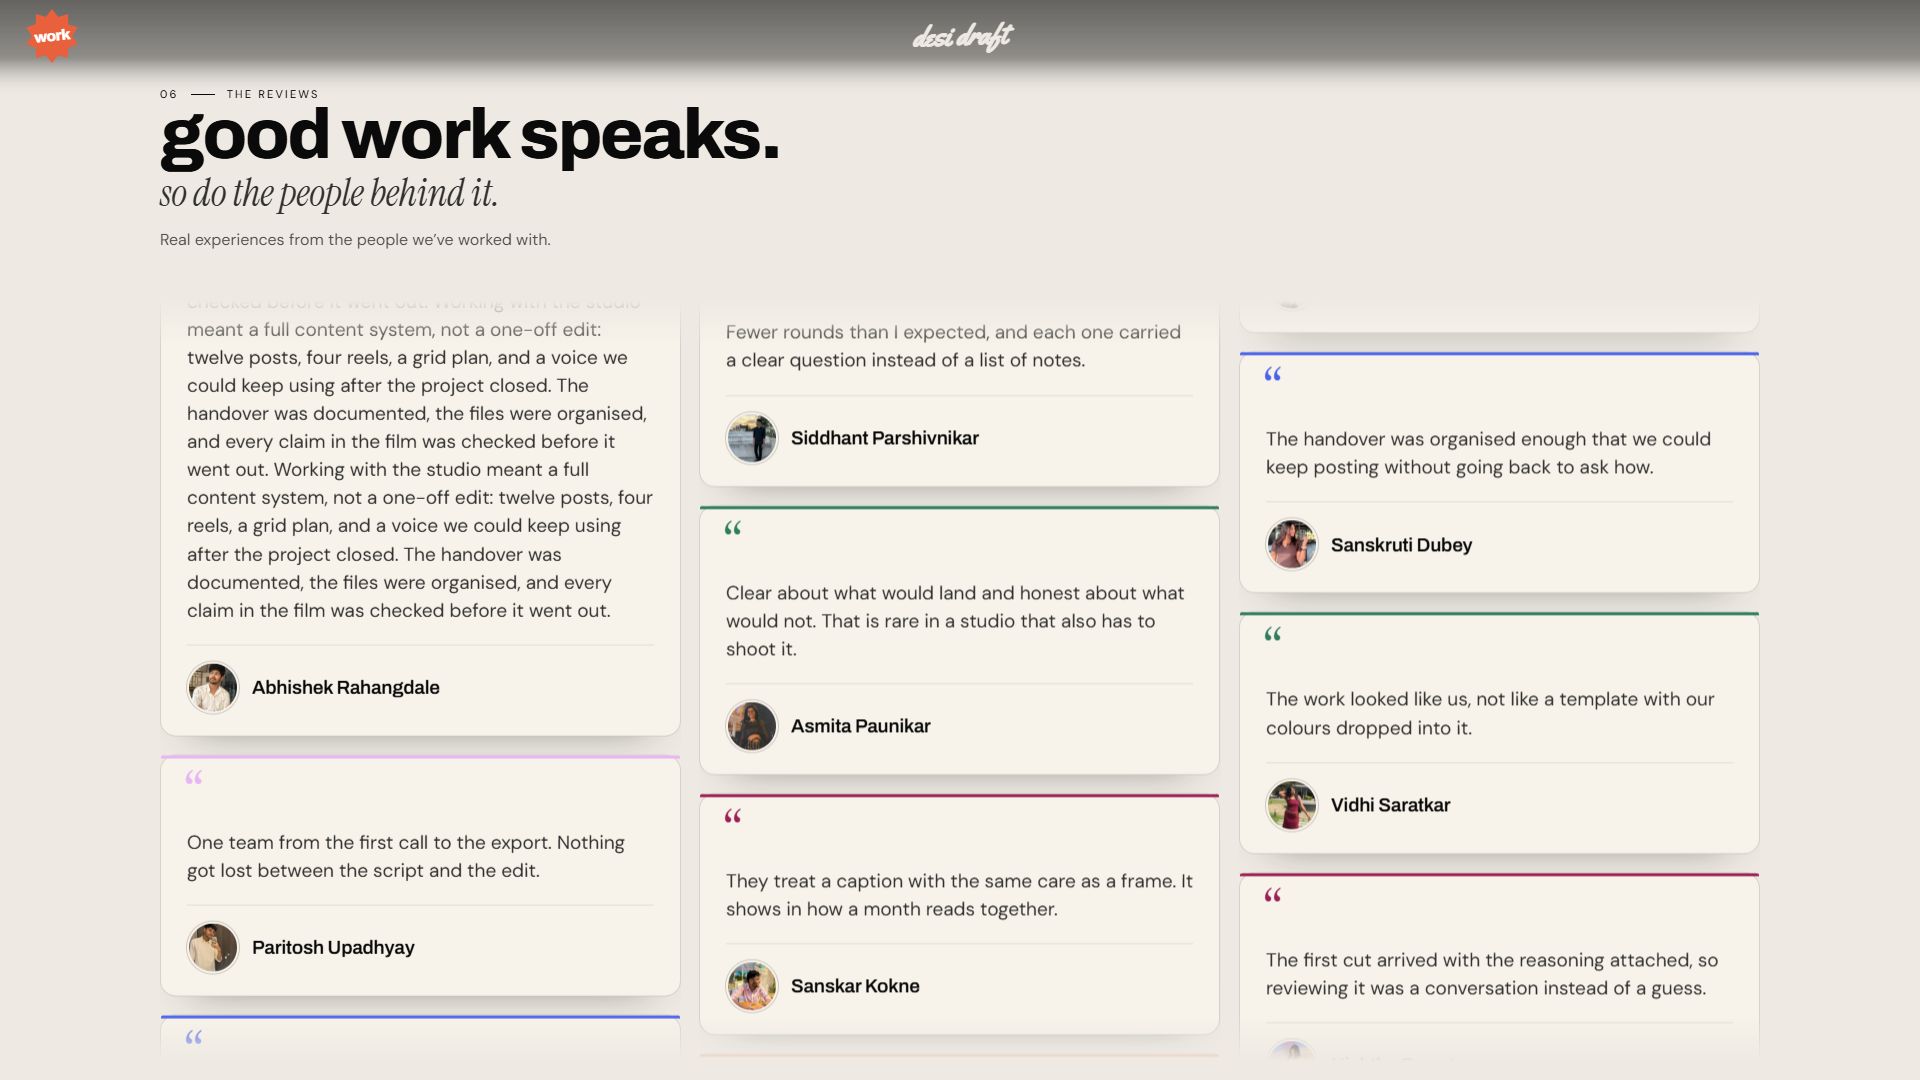 work
desi draft
06 — THE REVIEWS
good work speaks.
so do the people behind it.
Real experiences from the people we’ve worked with.
checked before it went out. Working with the studio
meant a full content system, not a one-off edit:
twelve posts, four reels, a grid plan, and a voice we
could keep using after the project closed. The
handover was documented, the files were organised,
and every claim in the film was checked before it
went out. Working with the studio meant a full
content system, not a one-off edit: twelve posts, four
reels, a grid plan, and a voice we could keep using
after the project closed. The handover was
documented, the files were organised, and every
claim in the film was checked before it went out.
Abhishek Rahangdale
“
One team from the first call to the export. Nothing
got lost between the script and the edit.
Paritosh Upadhyay
“
Fewer rounds than I expected, and each one carried
a clear question instead of a list of notes.
Siddhant Parshivnikar
“
Clear about what would land and honest about what
would not. That is rare in a studio that also has to
shoot it.
Asmita Paunikar
“
They treat a caption with the same care as a frame. It
shows in how a month reads together.
Sanskar Kokne
“
The handover was organised enough that we could
keep posting without going back to ask how.
Sanskruti Dubey
“
The work looked like us, not like a template with our
colours dropped into it.
Vidhi Saratkar
“
The first cut arrived with the reasoning attached, so
reviewing it was a conversation instead of a guess.